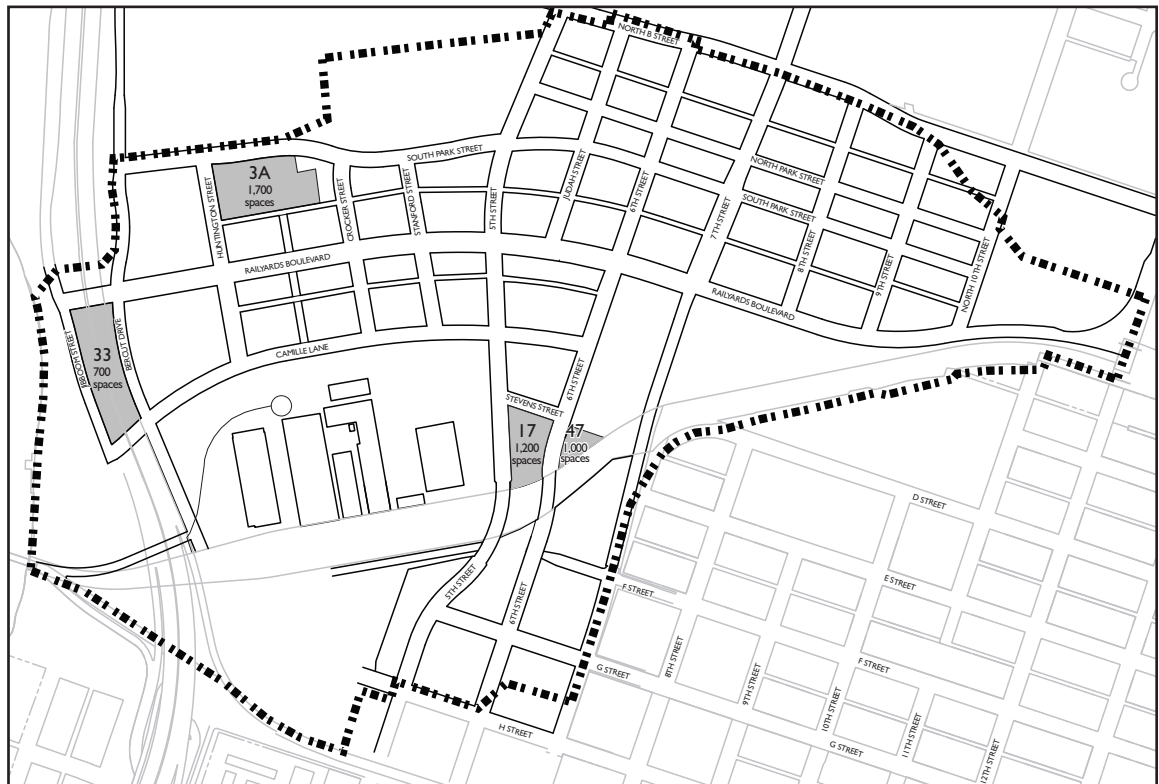 NORTH B STREET
SOUTH PARK STREET
3A
1,700
spaces
HUNTINGTON STREET
CROCKER STREET
STANFORD STREET
5TH STREET
JUDAH STREET
6TH STREET
NORTH PARK STREET
SOUTH PARK STREET
7TH STREET
8TH STREET
9TH STREET
NORTH 10TH STREET
RAILYARDS BOULEVARD
RAILYARDS BOULEVARD
33
700
spaces
BERCUT DRIVE
CAMILLE LANE
6TH STREET
STEVENS STREET
17
1,200
spaces
47
1,000
spaces
D STREET
E STREET
F STREET
5TH STREET
6TH STREET
F STREET
G STREET
8TH STREET
9TH STREET
10TH STREET
11TH STREET
12TH STREET
G STREET
H STREET